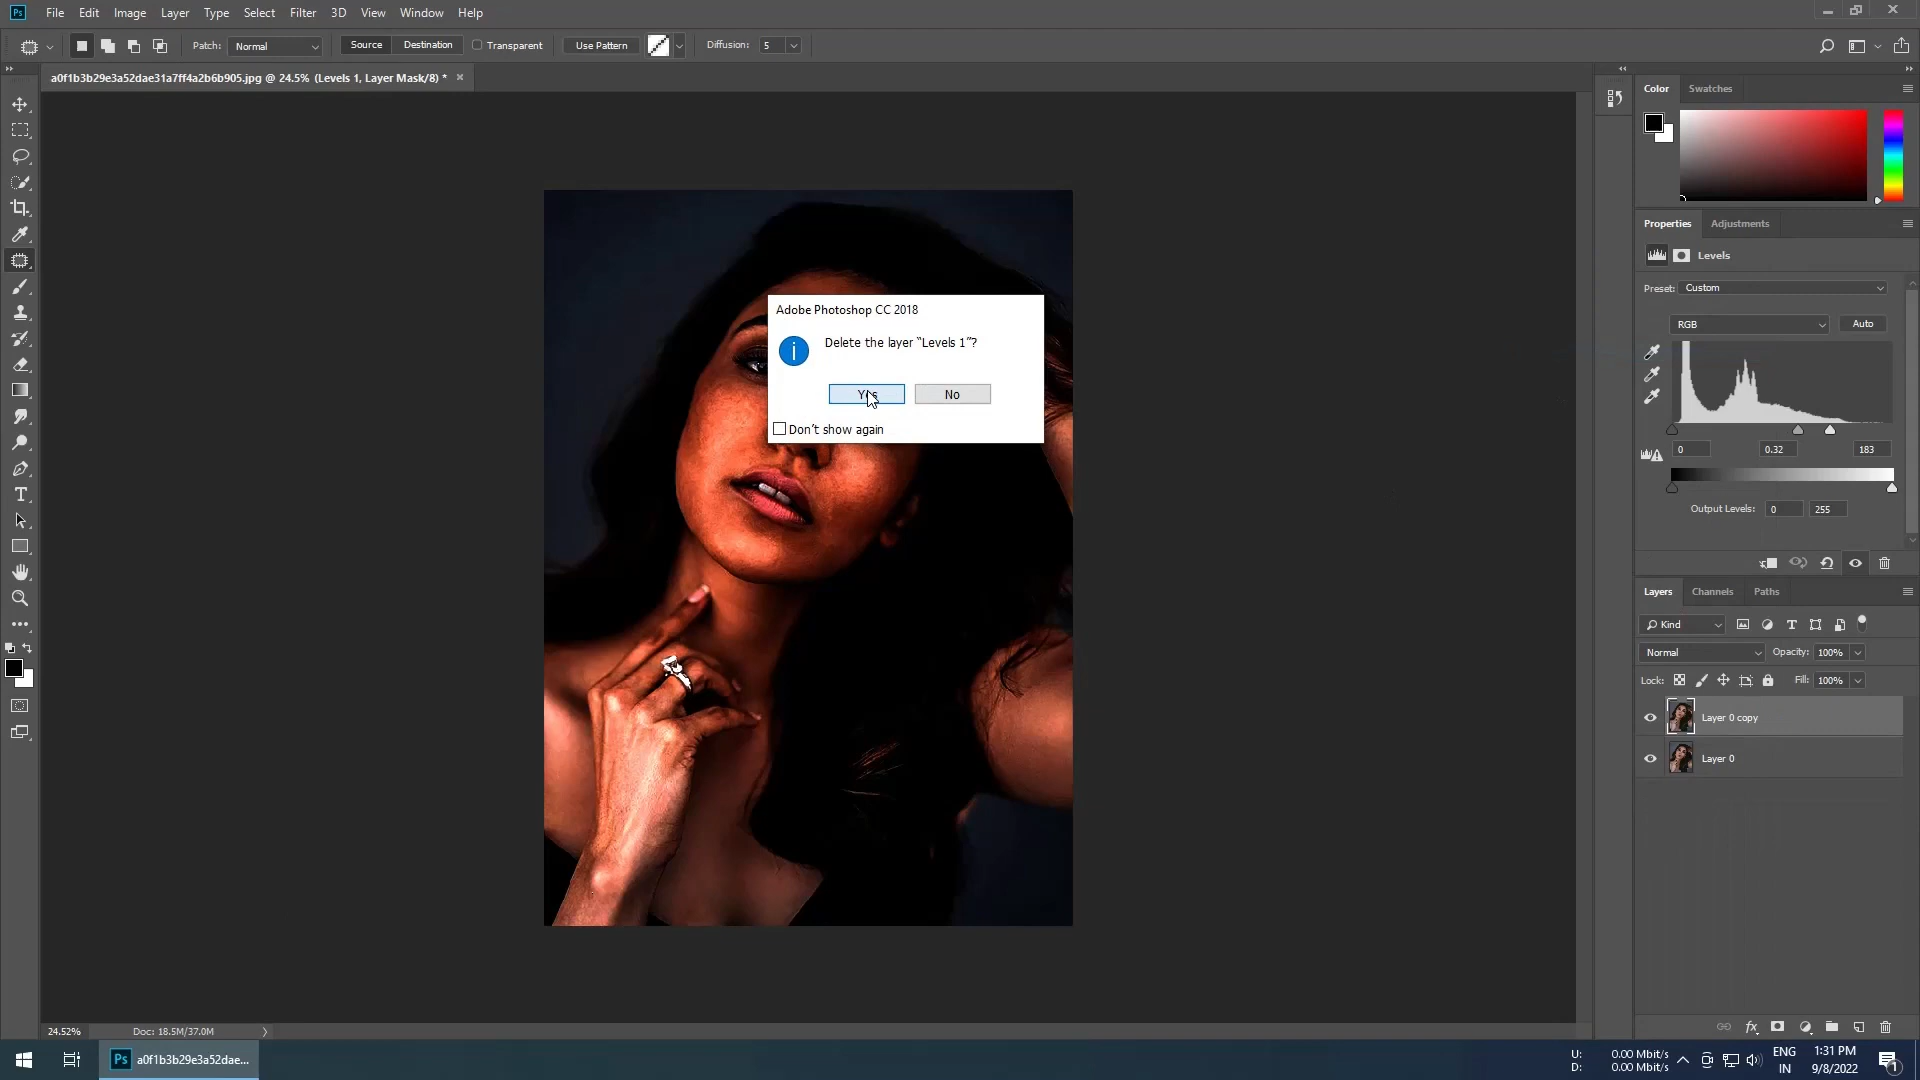 Ps File Edit Image Layer Type Select Filter 3D View Window Help
Patch: Normal Source Destination Transparent Use Pattern Diffusion: 5
a0f1b3b29e3a52dae31a7ff4a2b6b905.jpg @ 24.5% (Levels 1, Layer Mask/8) * ×
Color Swatches
Properties Adjustments
Levels
Preset: Custom
RGB Auto
0 0.32 183
Output Levels: 0 255
Adobe Photoshop CC 2018
Delete the layer “Levels 1”?
Yes No
Don't show again
Layers Channels Paths
Kind
Normal Opacity: 100%
Lock: Fill: 100%
Layer 0 copy
Layer 0
24.52% Doc: 18.5M/37.0M
Ps a0f1b3b29e3a52dae...
U: 0.00 Mbit/s
D: 0.00 Mbit/s
ENG
IN
1:31 PM
9/8/2022
1